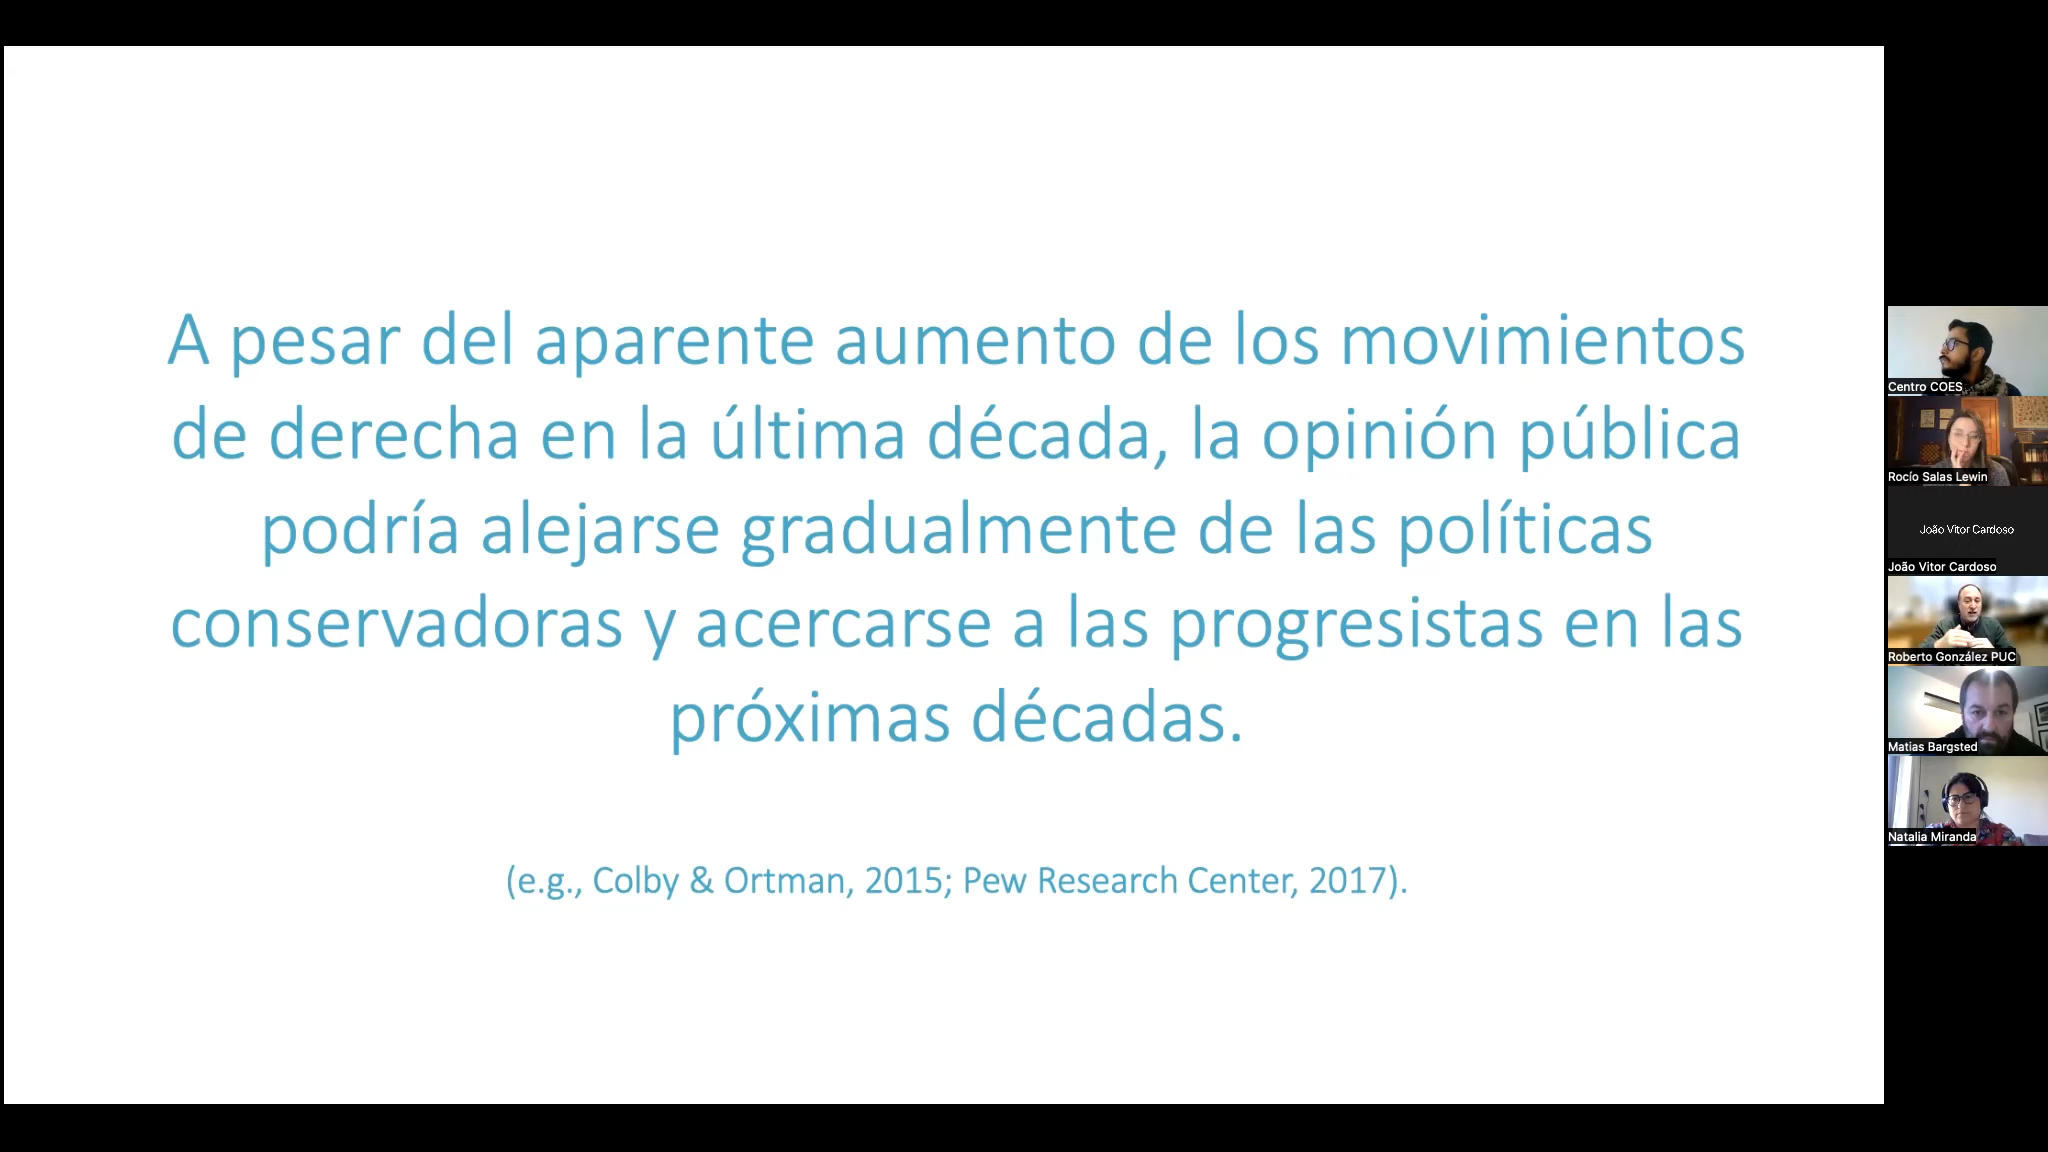 A pesar del aparente aumento de los movimientos
de derecha en la última década, la opinión pública
podría alejarse gradualmente de las políticas
conservadoras y acercarse a las progresistas en las
próximas décadas.
(e.g., Colby & Ortman, 2015; Pew Research Center, 2017).
Centro COES
Rocío Salas Lewin
João Vitor Cardoso
João Vitor Cardoso
Roberto González PUC
Matias Bargsted
Natalia Miranda